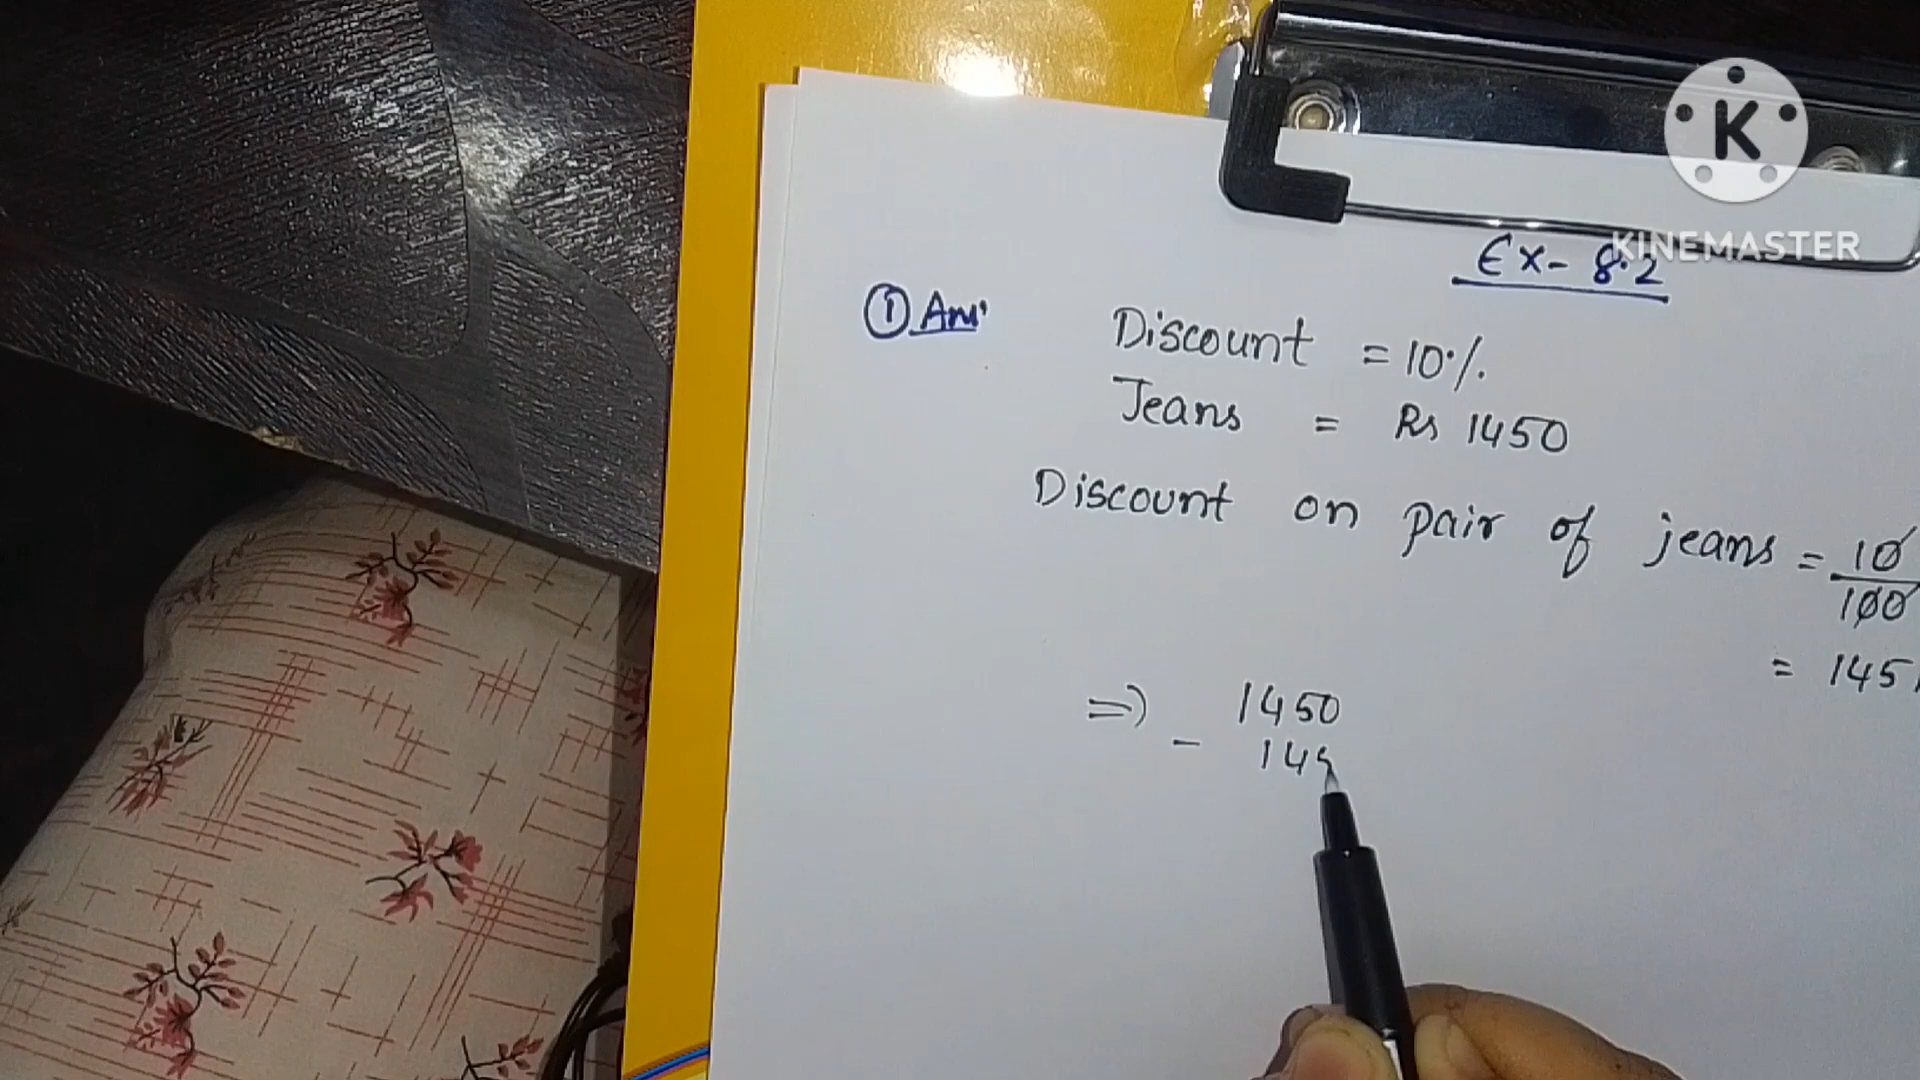 K
KINEMASTER
Ex- 8.2
① Ans.
Discount = 10%
Jeans = Rs 1450
Discount on pair of jeans = 10/100
= 145
=> 1450
- 145